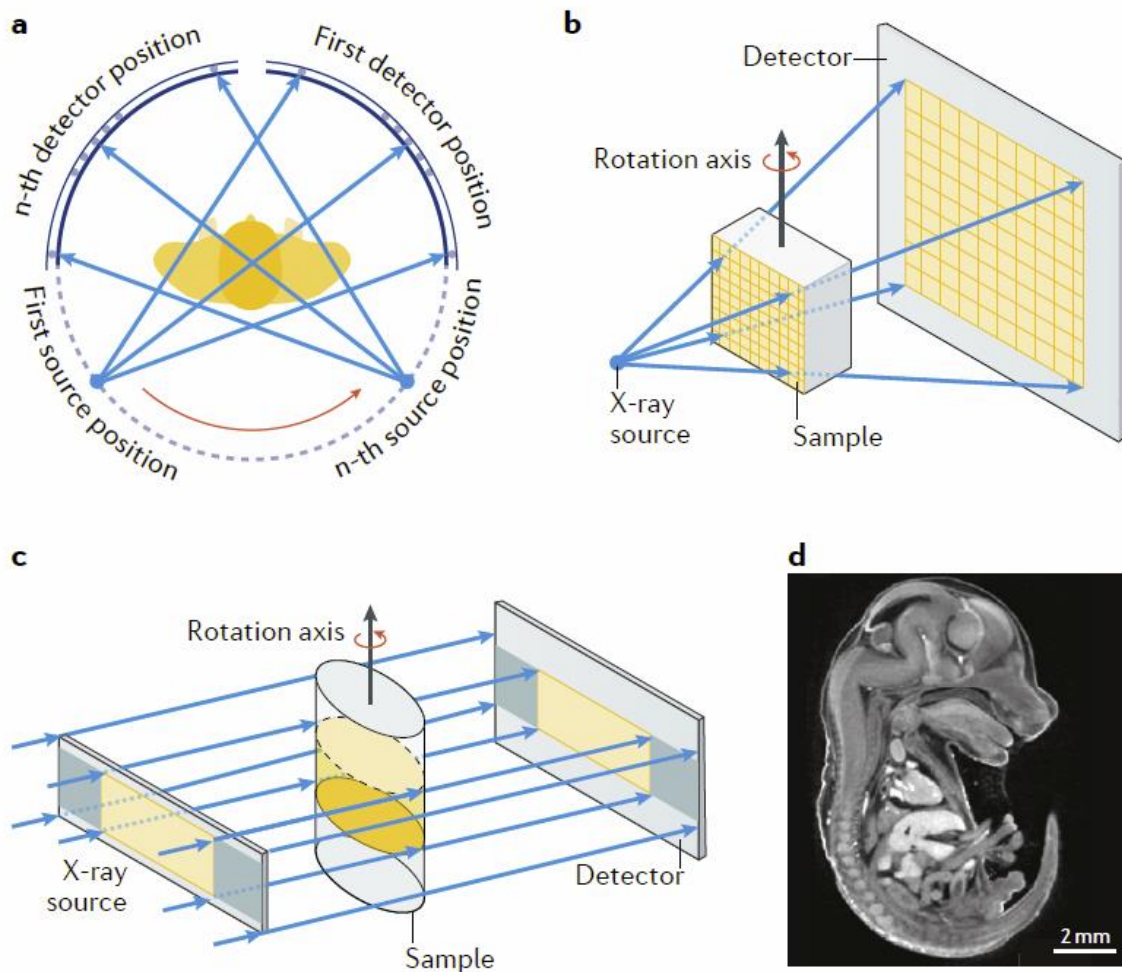 a
n-th detector position
First detector position
First source position
n-th source position
b
Detector
Rotation axis
X-ray
source
Sample
c
Rotation axis
X-ray
source
Detector
Sample
d
2 mm